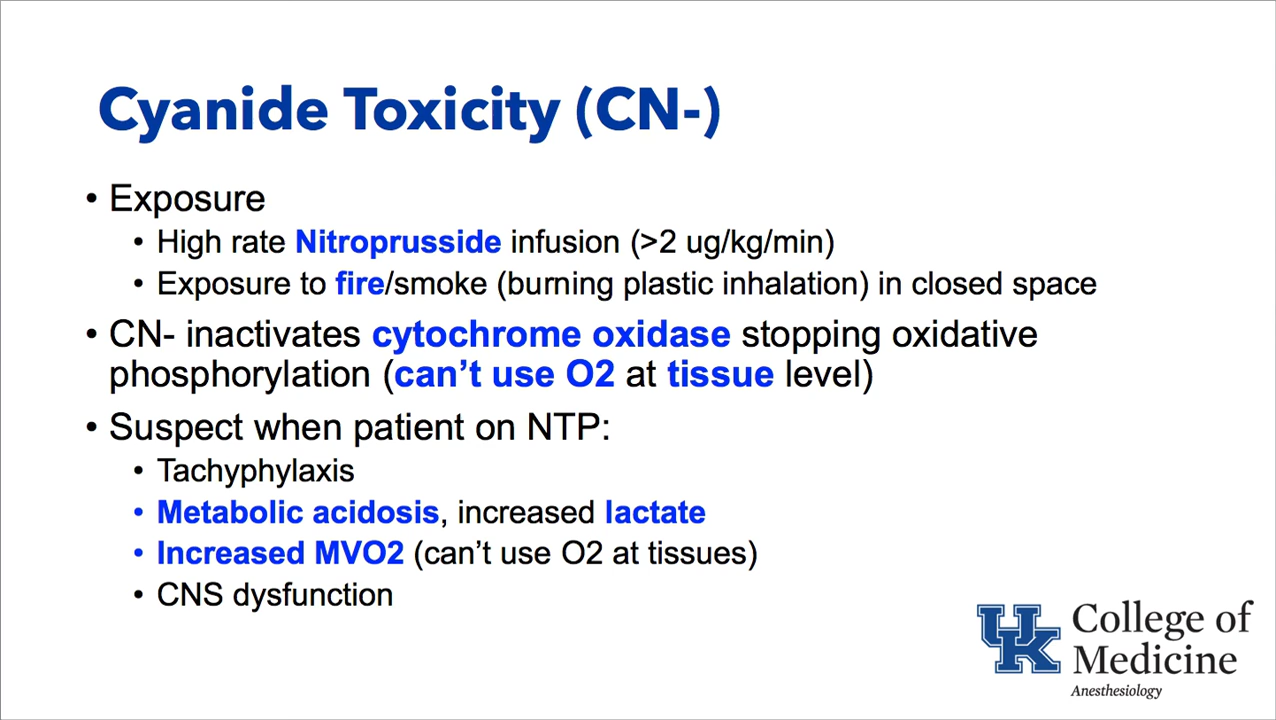 Cyanide Toxicity (CN-)
• Exposure
• High rate Nitroprusside infusion (>2 ug/kg/min)
• Exposure to fire/smoke (burning plastic inhalation) in closed space
• CN- inactivates cytochrome oxidase stopping oxidative
phosphorylation (can’t use O2 at tissue level)
• Suspect when patient on NTP:
• Tachyphylaxis
• Metabolic acidosis, increased lactate
• Increased MVO2 (can’t use O2 at tissues)
• CNS dysfunction
UK
College of
Medicine
Anesthesiology